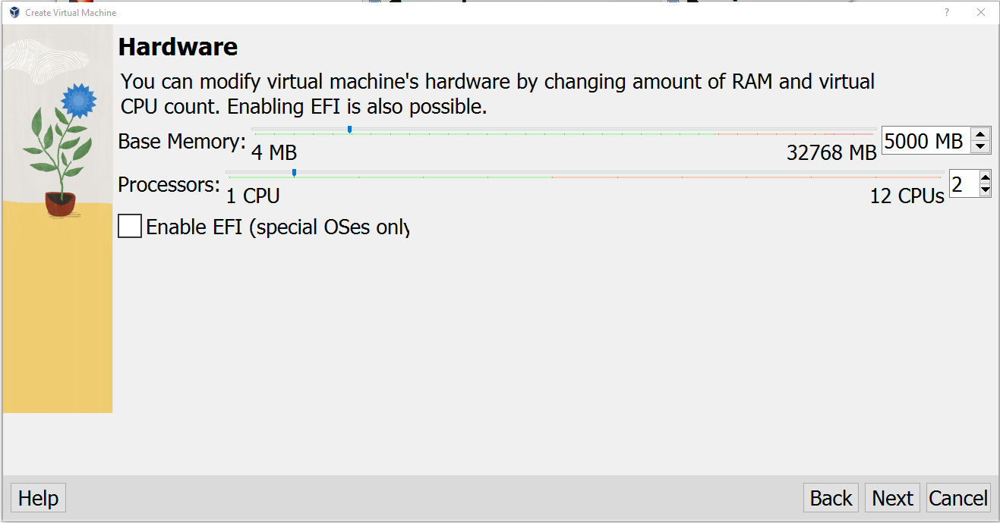 Create Virtual Machine
?
Hardware
You can modify virtual machine's hardware by changing amount of RAM and virtual
CPU count. Enabling EFI is also possible.
Base Memory:
4 MB
32768 MB
5000 MB
Processors:
1 CPU
12 CPUs
2
Enable EFI (special OSes only
Help
Back
Next
Cancel